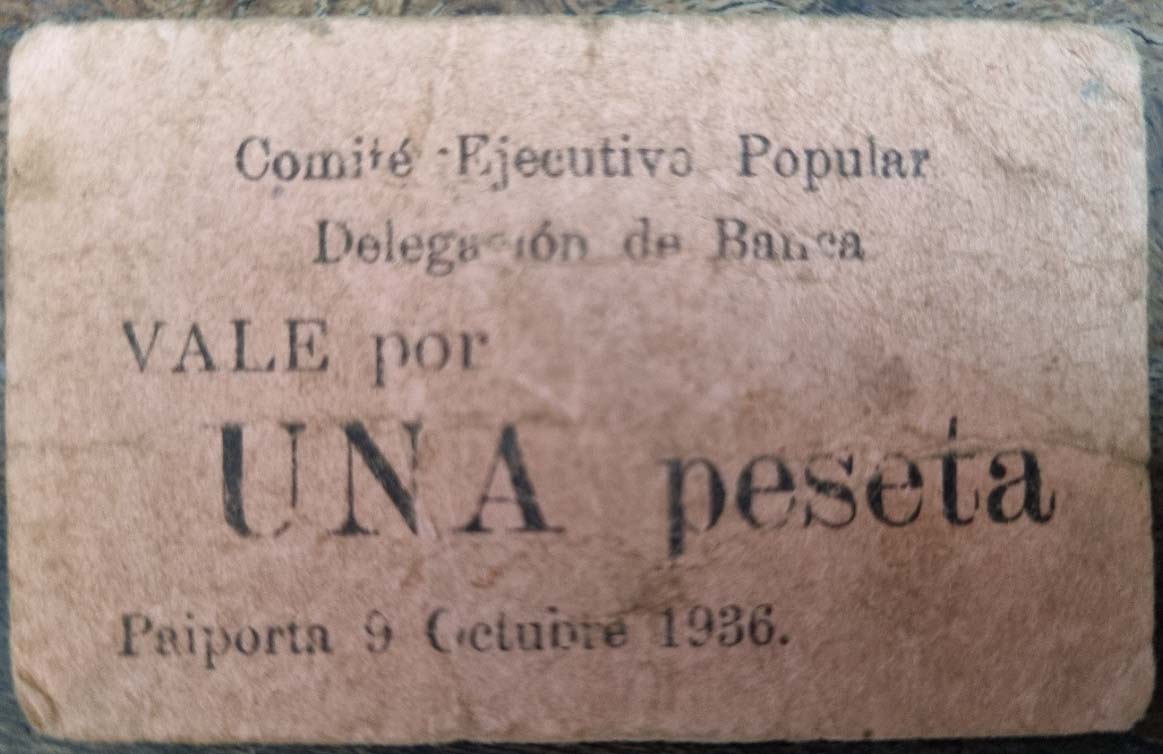 Comité Ejecutivo Popular
Delegación de Banca
VALE por
UNA peseta
Paiporta 9 Octubre 1936.